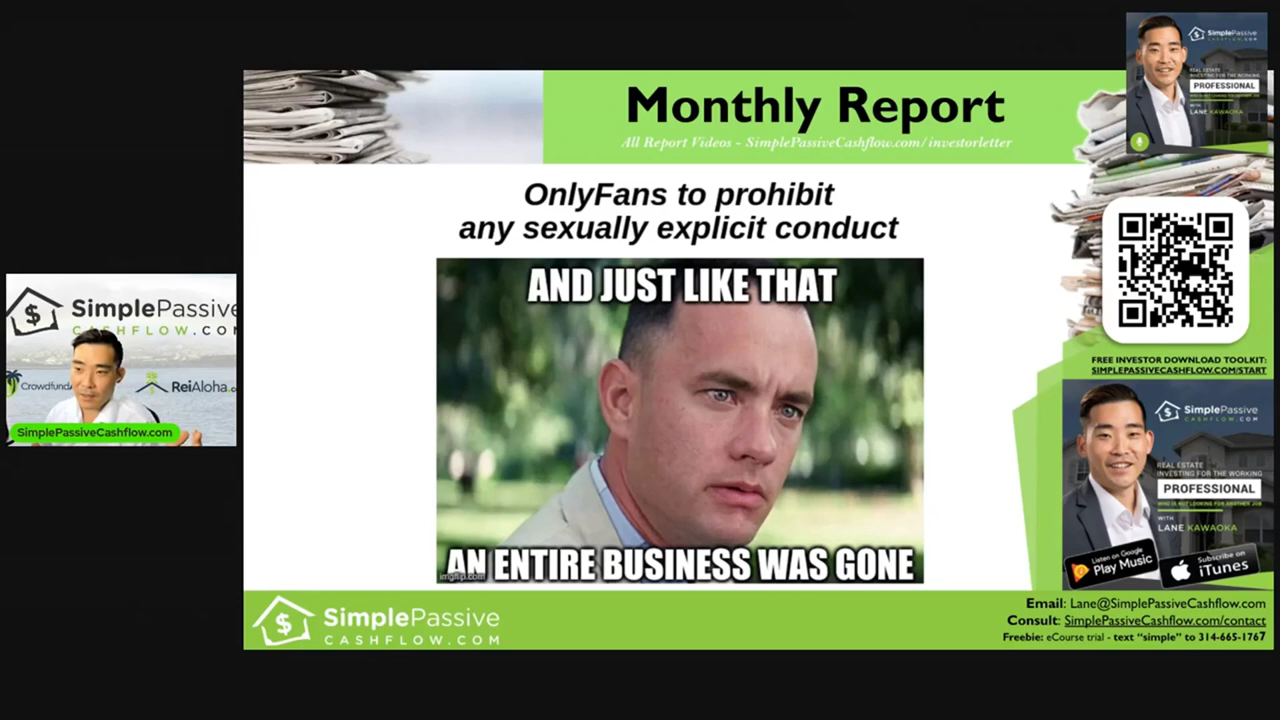 Monthly Report
All Report Videos - SimplePassiveCashflow.com/investorletter
OnlyFans to prohibit
any sexually explicit conduct
AND JUST LIKE THAT
AN ENTIRE BUSINESS WAS GONE
imgflip.com
SimplePassive
CASHFLOW.COM
SimplePassive
CASHFLOW.CO
Crowdfund
ReiAloha.c
SimplePassiveCashflow.com
SimplePassive
CASHFLOW.COM
REAL ESTATE
INVESTING FOR THE WORKING
PROFESSIONAL
WITH
LANE KAWAOKA
FREE INVESTOR DOWNLOAD TOOLKIT:
SIMPLEPASSIVECASHFLOW.COM/START
SimplePassive
CASHFLOW.COM
REAL ESTATE
INVESTING FOR THE WORKING
PROFESSIONAL
WHO IS NOT LOOKING FOR ANOTHER JOB
WITH
LANE KAWAOKA
Listen on Google
Play Music
Subscribe on
iTunes
Email: Lane@SimplePassiveCashflow.com
Consult: SimplePassiveCashflow.com/contact
Freebie: eCourse trial - text “simple” to 314-665-1767